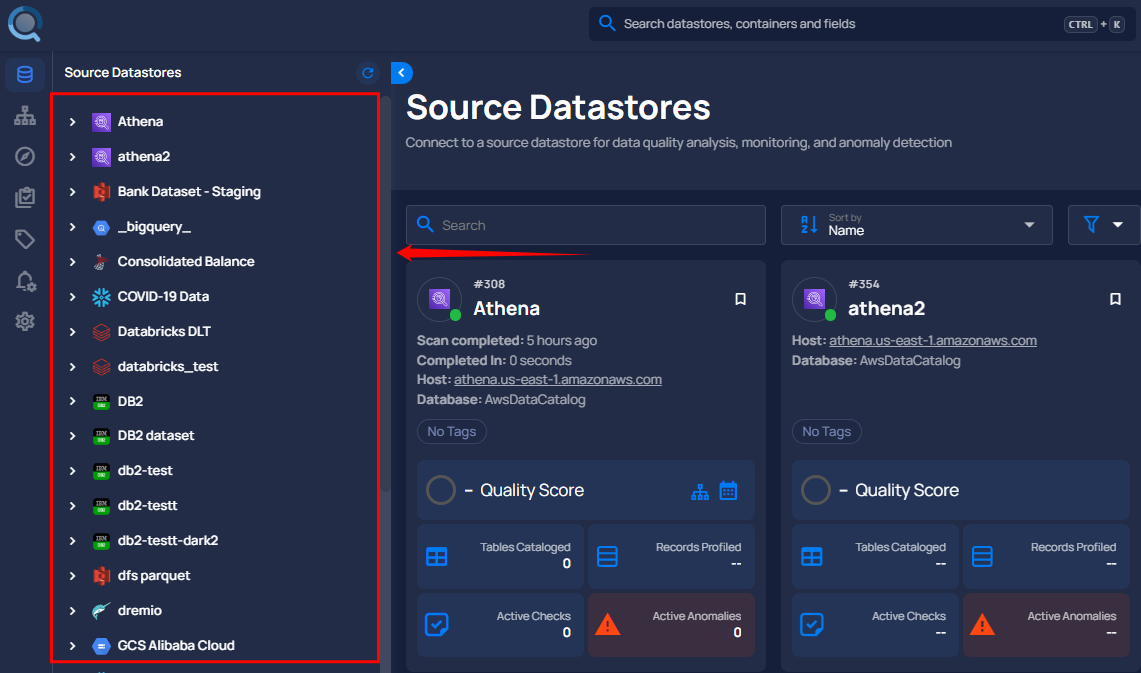 Search datastores, containers and fields
CTRL + K
Source Datastores
Athena
athena2
Bank Dataset - Staging
_bigquery_
Consolidated Balance
COVID-19 Data
Databricks DLT
databricks_test
DB2
DB2 dataset
db2-test
db2-testt
db2-testt-dark2
dfs parquet
dremio
GCS Alibaba Cloud
Source Datastores
Connect to a source datastore for data quality analysis, monitoring, and anomaly detection
Search
Sort by
Name
#308
Athena
Scan completed: 5 hours ago
Completed In: 0 seconds
Host: athena.us-east-1.amazonaws.com
Database: AwsDataCatalog
No Tags
– Quality Score
Tables Cataloged
0
Records Profiled
--
Active Checks
0
Active Anomalies
0
#354
athena2
Host: athena.us-east-1.amazonaws.com
Database: AwsDataCatalog
No Tags
– Quality Score
Tables Cataloged
--
Records Profiled
--
Active Checks
--
Active Anomalies
--